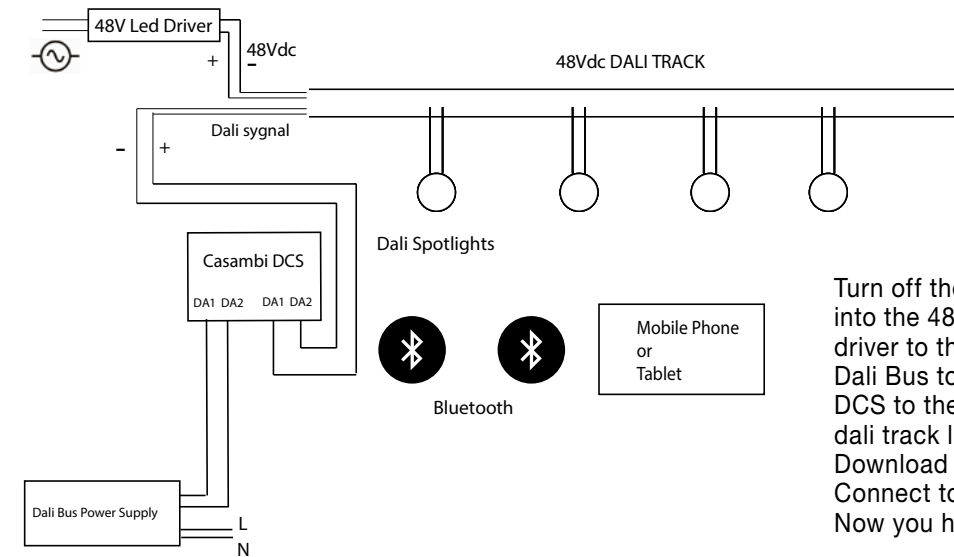 48V Led Driver
48Vdc
+
-
48Vdc DALI TRACK
Dali sygnal
-
+
Dali Spotlights
Casambi DCS
DA1 DA2 DA1 DA2
Mobile Phone
or
Tablet
Bluetooth
Dali Bus Power Supply
L
N
Turn off the
into the 48
driver to th
Dali Bus to
DCS to the
dali track l
Download
Connect to
Now you h